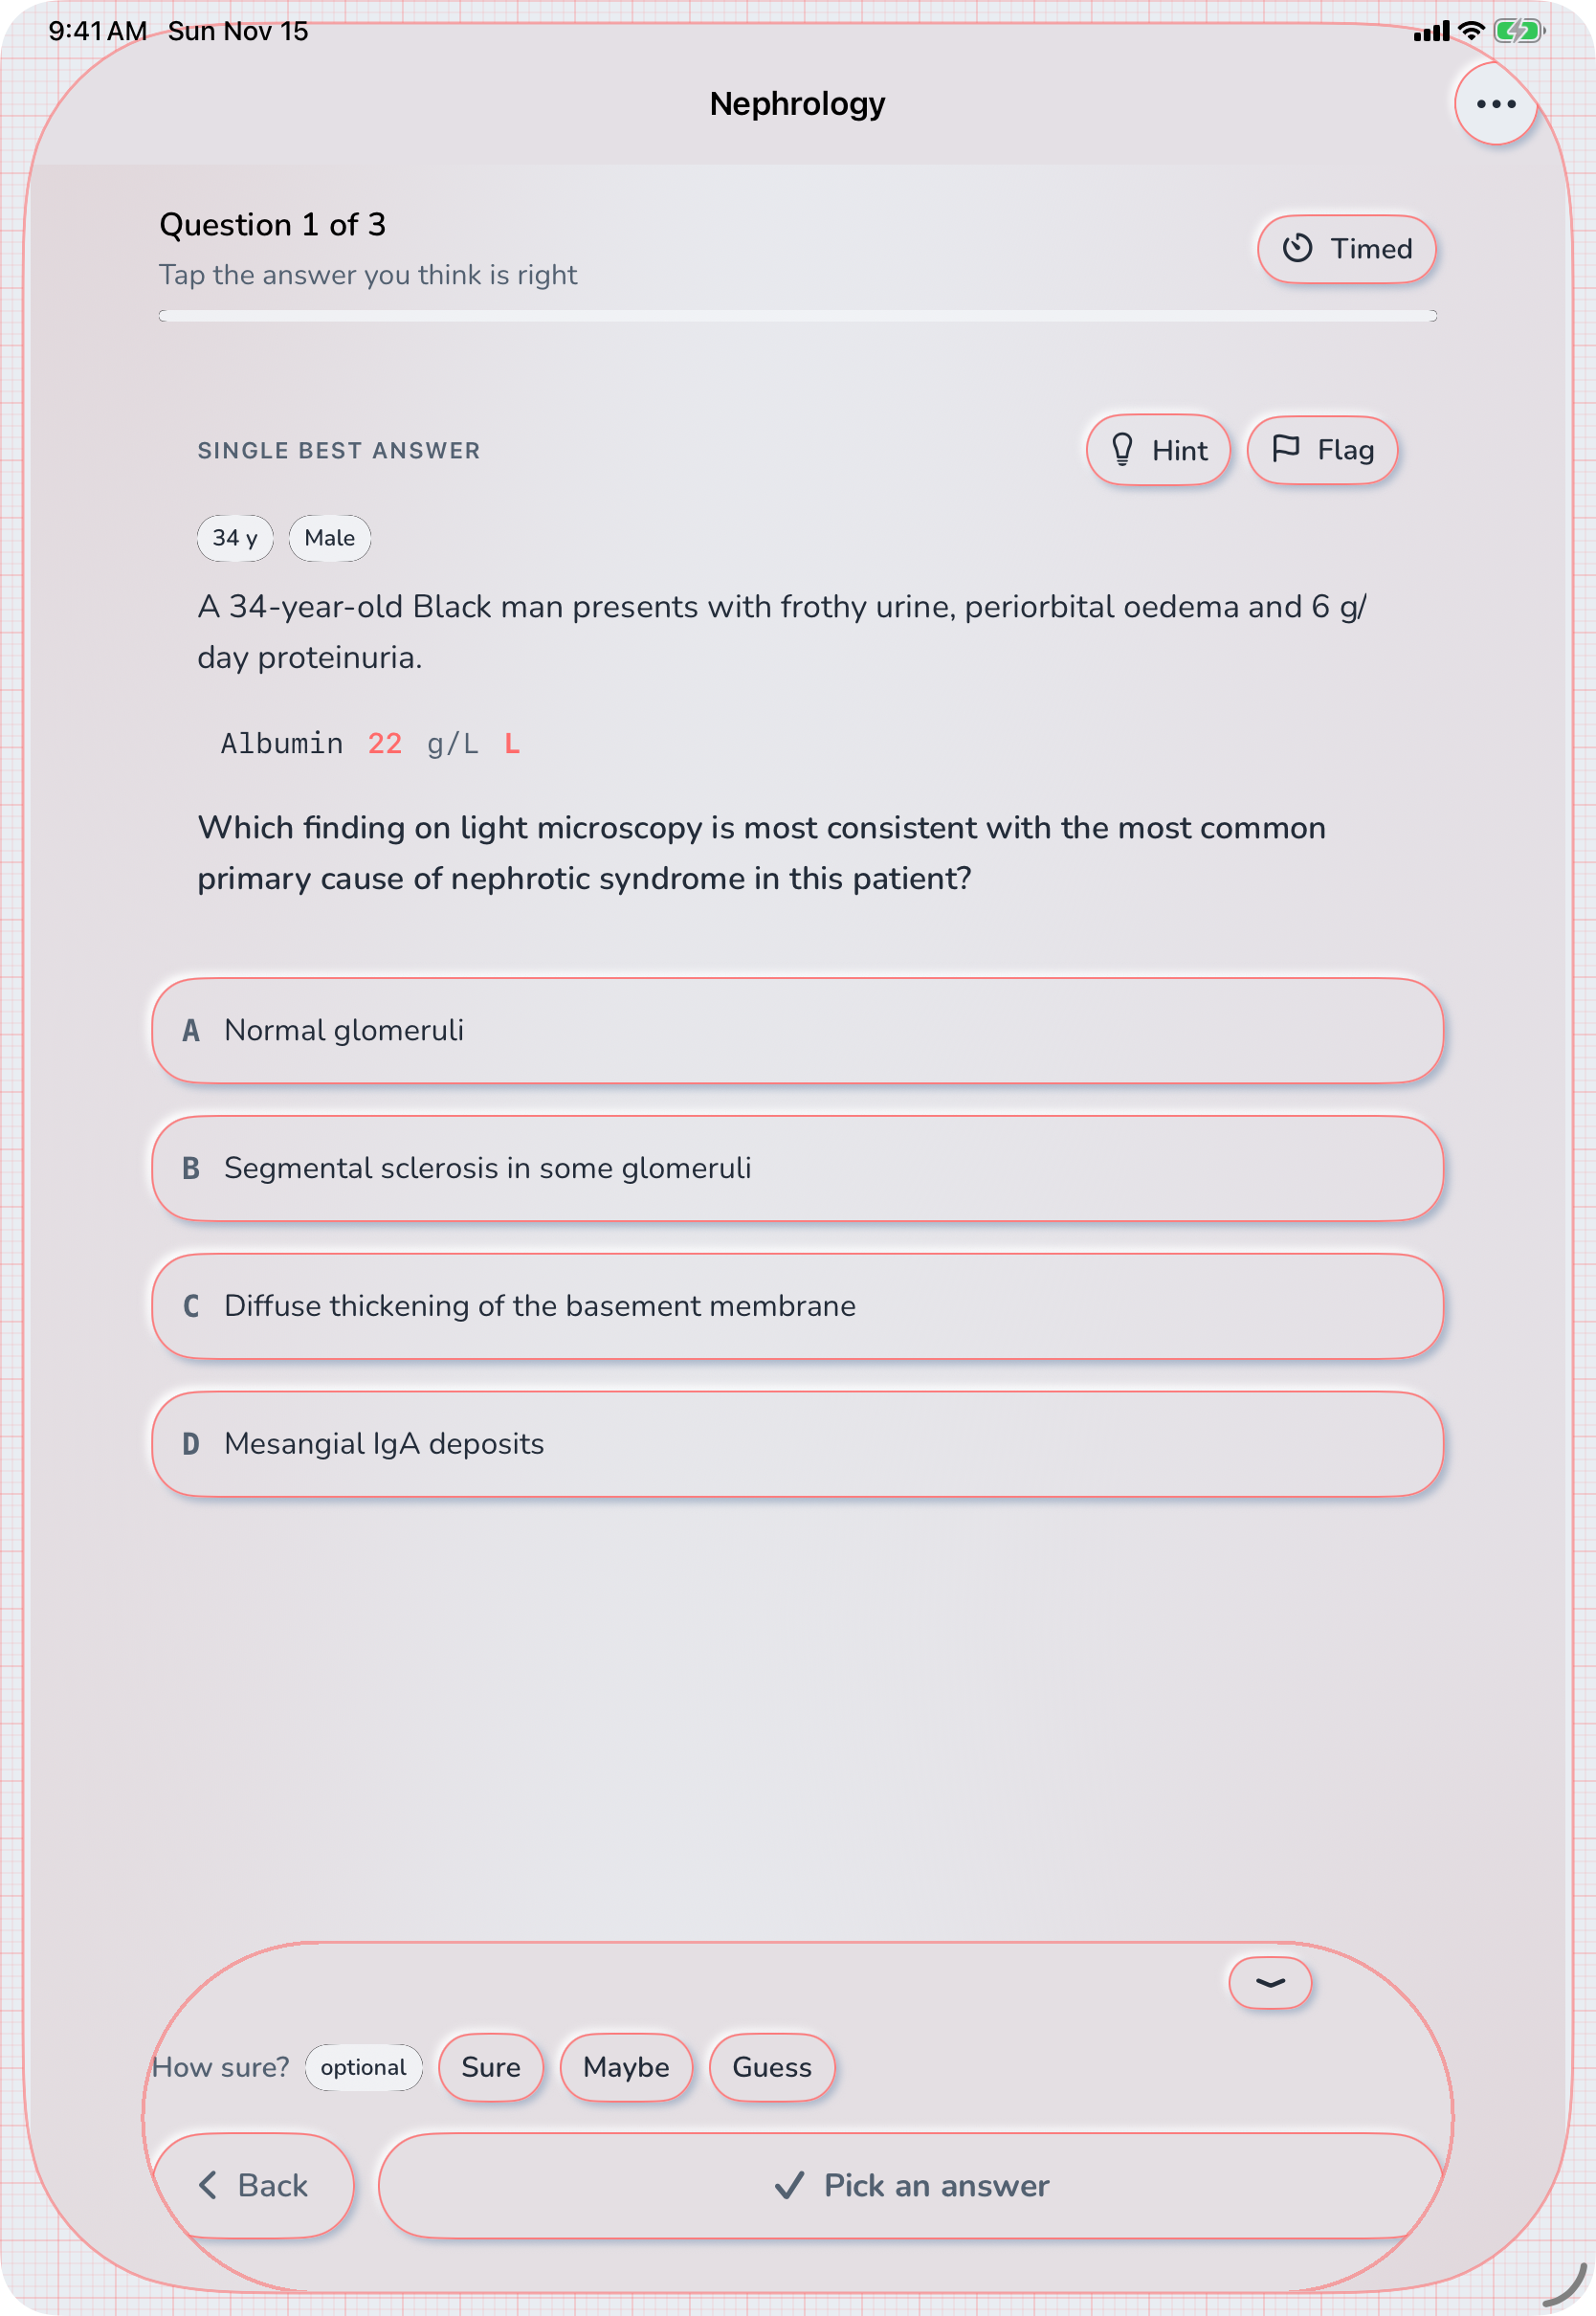 9:41 AM Sun Nov 15
Nephrology
Question 1 of 3
Tap the answer you think is right
Timed
SINGLE BEST ANSWER
Hint
Flag
34 y
Male
A 34-year-old Black man presents with frothy urine, periorbital oedema and 6 g/
day proteinuria.
Albumin 22 g/L L
Which finding on light microscopy is most consistent with the most common
primary cause of nephrotic syndrome in this patient?
A Normal glomeruli
B Segmental sclerosis in some glomeruli
C Diffuse thickening of the basement membrane
D Mesangial IgA deposits
How sure? optional Sure Maybe Guess
Back
Pick an answer